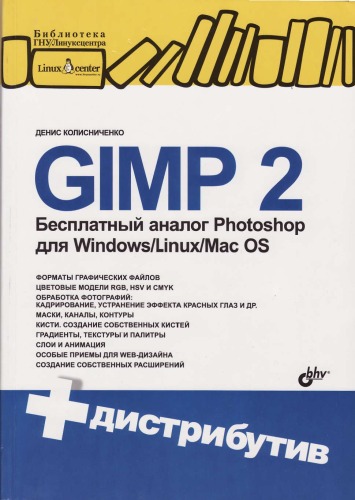 Библиотека
ГНУ/Линуксцентра
Linux center
ДЕНИС КОЛИСНИЧЕНКО
GIMP 2
Бесплатный аналог Photoshop
для Windows/Linux/Mac OS
ФОРМАТЫ ГРАФИЧЕСКИХ ФАЙЛОВ
ЦВЕТОВЫЕ МОДЕЛИ RGB, HSV И CMYK
ОБРАБОТКА ФОТОГРАФИЙ:
КАДРИРОВАНИЕ, УСТРАНЕНИЕ ЭФФЕКТА КРАСНЫХ ГЛАЗ И ДР.
МАСКИ, КАНАЛЫ, КОНТУРЫ
КИСТИ. СОЗДАНИЕ СОБСТВЕННЫХ КИСТЕЙ
ГРАДИЕНТЫ, ТЕКСТУРЫ И ПАЛИТРЫ
СЛОИ И АНИМАЦИЯ
ОСОБЫЕ ПРИЕМЫ ДЛЯ WEB-ДИЗАЙНА
СОЗДАНИЕ СОБСТВЕННЫХ РАСШИРЕНИЙ
bhv
+дистрибутив